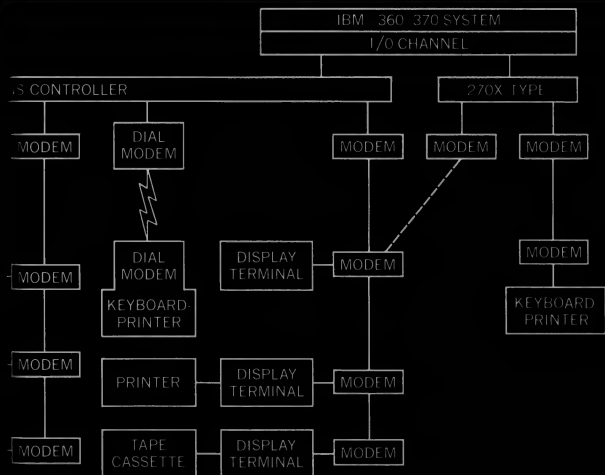 IBM 360 370 SYSTEM
I/O CHANNEL
S CONTROLLER
270X TYPE
MODEM
DIAL
MODEM
MODEM
MODEM
MODEM
DIAL
MODEM
KEYBOARD-
PRINTER
DISPLAY
TERMINAL
MODEM
MODEM
KEYBOARD
PRINTER
MODEM
MODEM
PRINTER
DISPLAY
TERMINAL
MODEM
MODEM
TAPE
CASSETTE
DISPLAY
TERMINAL
MODEM